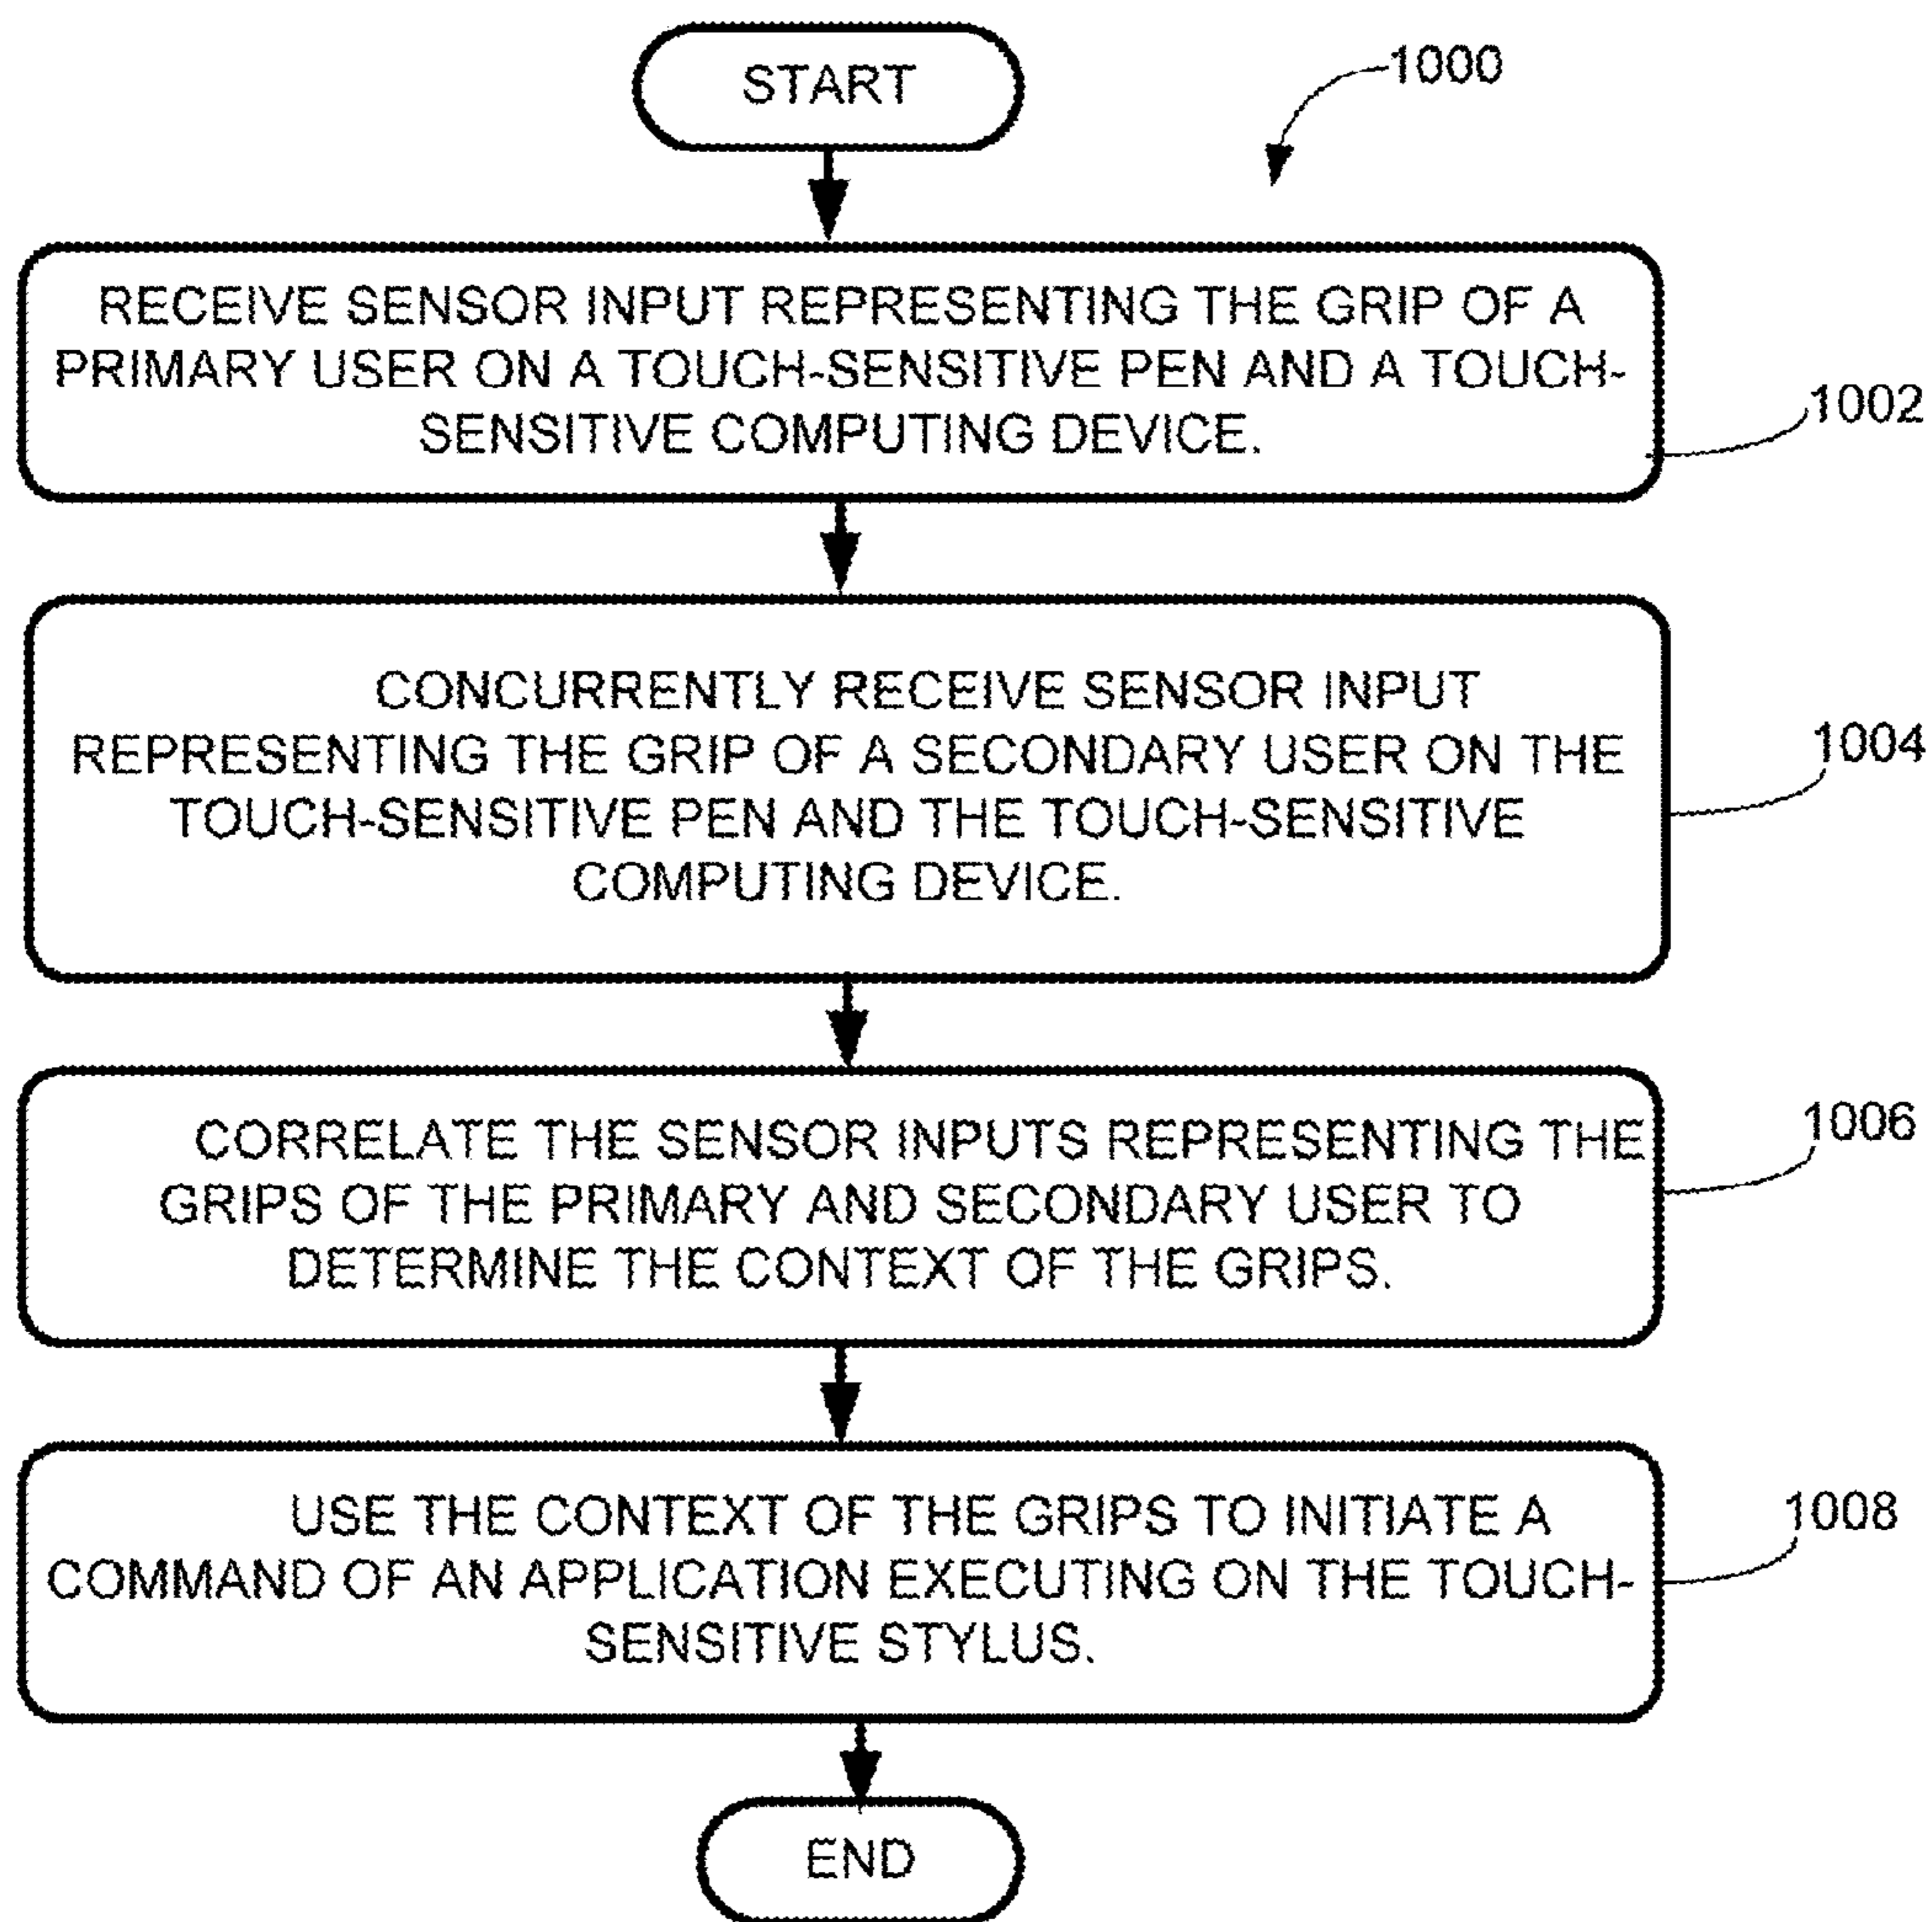 START
1000
RECEIVE SENSOR INPUT REPRESENTING THE GRIP OF A
PRIMARY USER ON A TOUCH-SENSITIVE PEN AND A TOUCH-
SENSITIVE COMPUTING DEVICE.
1002
CONCURRENTLY RECEIVE SENSOR INPUT
REPRESENTING THE GRIP OF A SECONDARY USER ON THE
TOUCH-SENSITIVE PEN AND THE TOUCH-SENSITIVE
COMPUTING DEVICE.
1004
CORRELATE THE SENSOR INPUTS REPRESENTING THE
GRIPS OF THE PRIMARY AND SECONDARY USER TO
DETERMINE THE CONTEXT OF THE GRIPS.
1006
USE THE CONTEXT OF THE GRIPS TO INITIATE A
COMMAND OF AN APPLICATION EXECUTING ON THE TOUCH-
SENSITIVE STYLUS.
1008
END